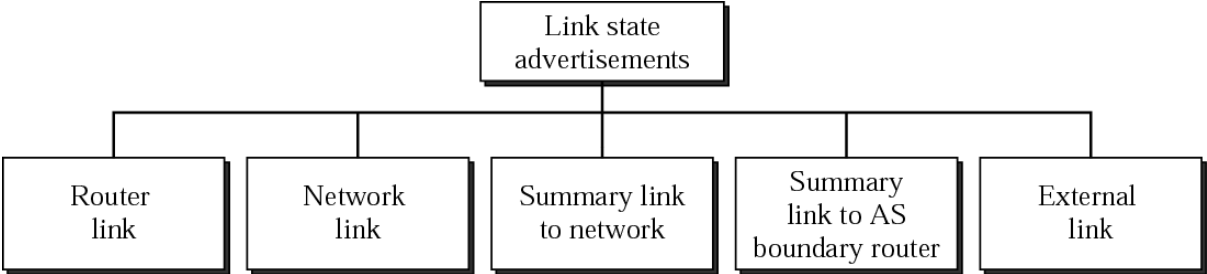 Link state
advertisements
Router
link
Network
link
Summary link
to network
Summary
link to AS
boundary router
External
link